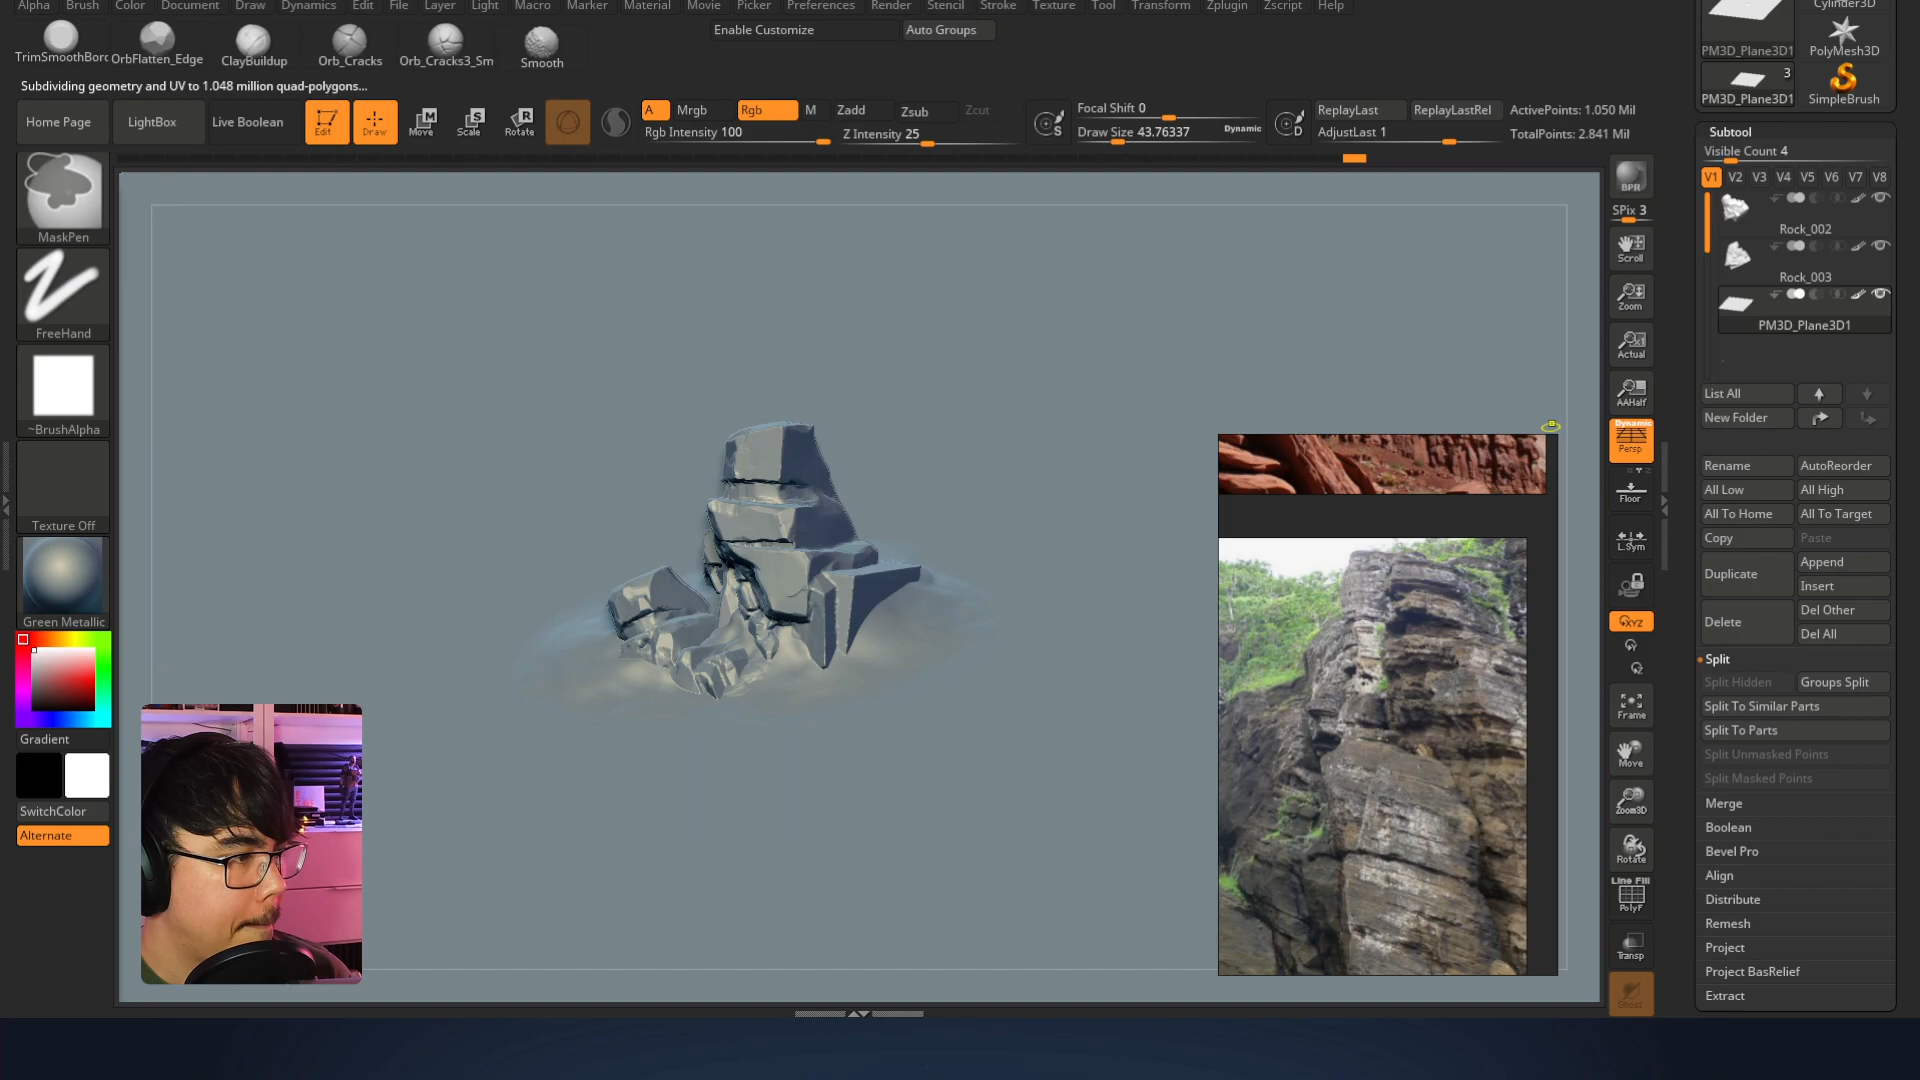 Alpha Brush Color Document Draw Dynamics Edit File Layer Light Macro Marker Material Movie Picker Preferences Render Stencil Stroke Texture Tool Transform Zplugin Zscript Help
Cylinder3D
Enable Customize Auto Groups
PM3D_Plane3D1 PolyMesh3D
TrimSmoothBorc OrbFlatten_Edge ClayBuildup Orb_Cracks Orb_Cracks3_Sm Smooth
3
PM3D_Plane3D1 SimpleBrush
Subdividing geometry and UV to 1.048 million quad-polygons...
Home Page LightBox Live Boolean Edit Draw Move Scale Rotate
A Mrgb Rgb M Zadd Zsub Zcut
Rgb Intensity 100 Z Intensity 25
Focal Shift 0
Draw Size 43.76337 Dynamic
ReplayLast ReplayLastRel ActivePoints: 1.050 Mil
AdjustLast 1 TotalPoints: 2.841 Mil
MaskPen
FreeHand
~BrushAlpha
Texture Off
Green Metallic
Gradient
SwitchColor
Alternate
BPR
SPix 3
Scroll
Zoom
Actual
AAHalf
Dynamic
Persp
Floor
L.Sym
XYZ
Frame
Move
Zoom3D
Rotate
Line Fill
PolyF
Transp
Ghost
Subtool
Visible Count 4
V1 V2 V3 V4 V5 V6 V7 V8
Rock_002
Rock_003
PM3D_Plane3D1
List All
New Folder
Rename AutoReorder
All Low All High
All To Home All To Target
Copy Paste
Duplicate Append
Insert
Delete Del Other
Del All
Split
Split Hidden Groups Split
Split To Similar Parts
Split To Parts
Split Unmasked Points
Split Masked Points
Merge
Boolean
Bevel Pro
Align
Distribute
Remesh
Project
Project BasRelief
Extract